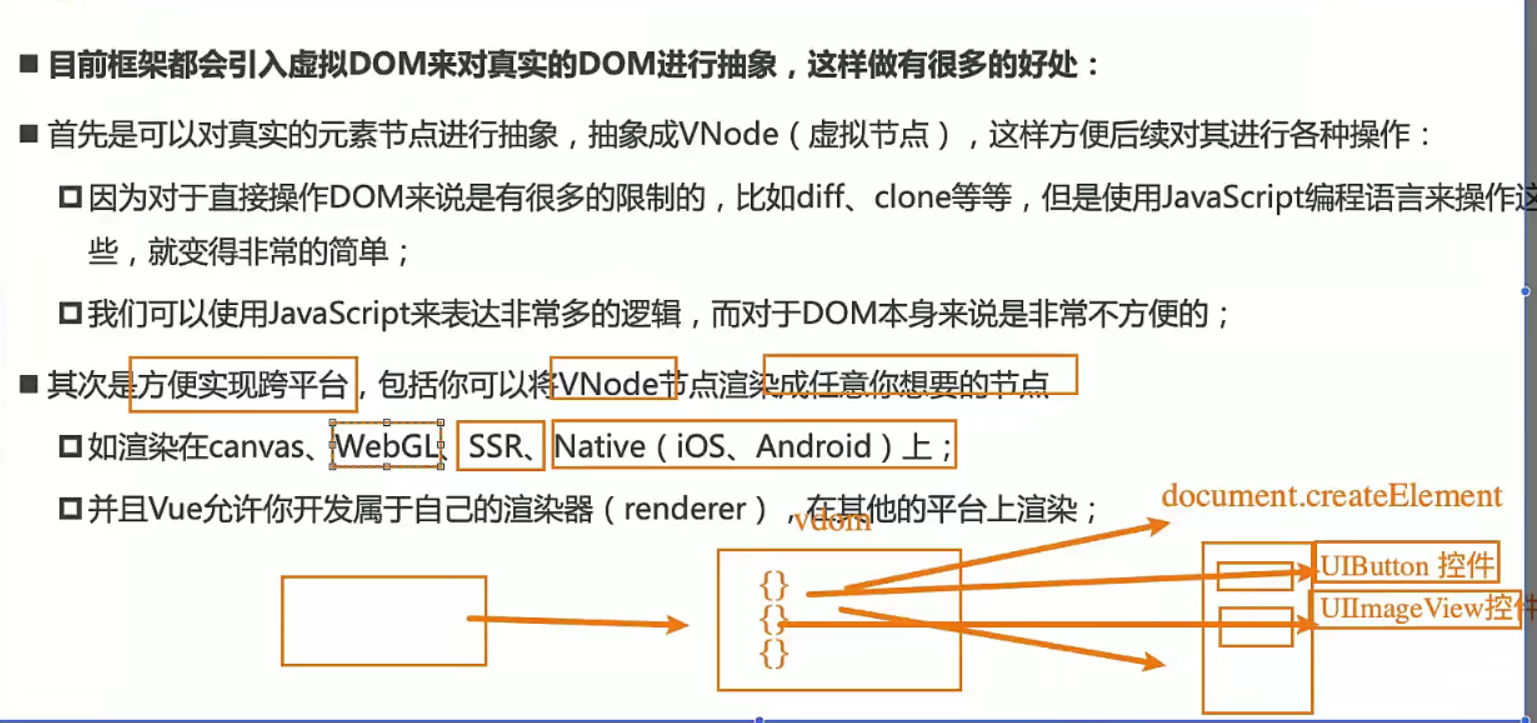 ■ 目前框架都会引入虚拟DOM来对真实的DOM进行抽象，这样做有很多的好处：
■ 首先是可以对真实的元素节点进行抽象，抽象成VNode（虚拟节点），这样方便后续对其进行各种操作：
因为对于直接操作DOM来说是有很多的限制的，比如diff、clone等等，但是使用JavaScript编程语言来操作这
些，就变得非常的简单；
我们可以使用JavaScript来表达非常多的逻辑，而对于DOM本身来说是非常不方便的；
■ 其次是方便实现跨平台，包括你可以将VNode节点渲染成任意你想要的节点
如渲染在canvas、WebGL、SSR、Native（iOS、Android）上；
并且Vue允许你开发属于自己的渲染器（renderer），在其他的平台上渲染；
document.createElement
vdom
UIButton 控件
{}
UIImageView控件
{}
{}